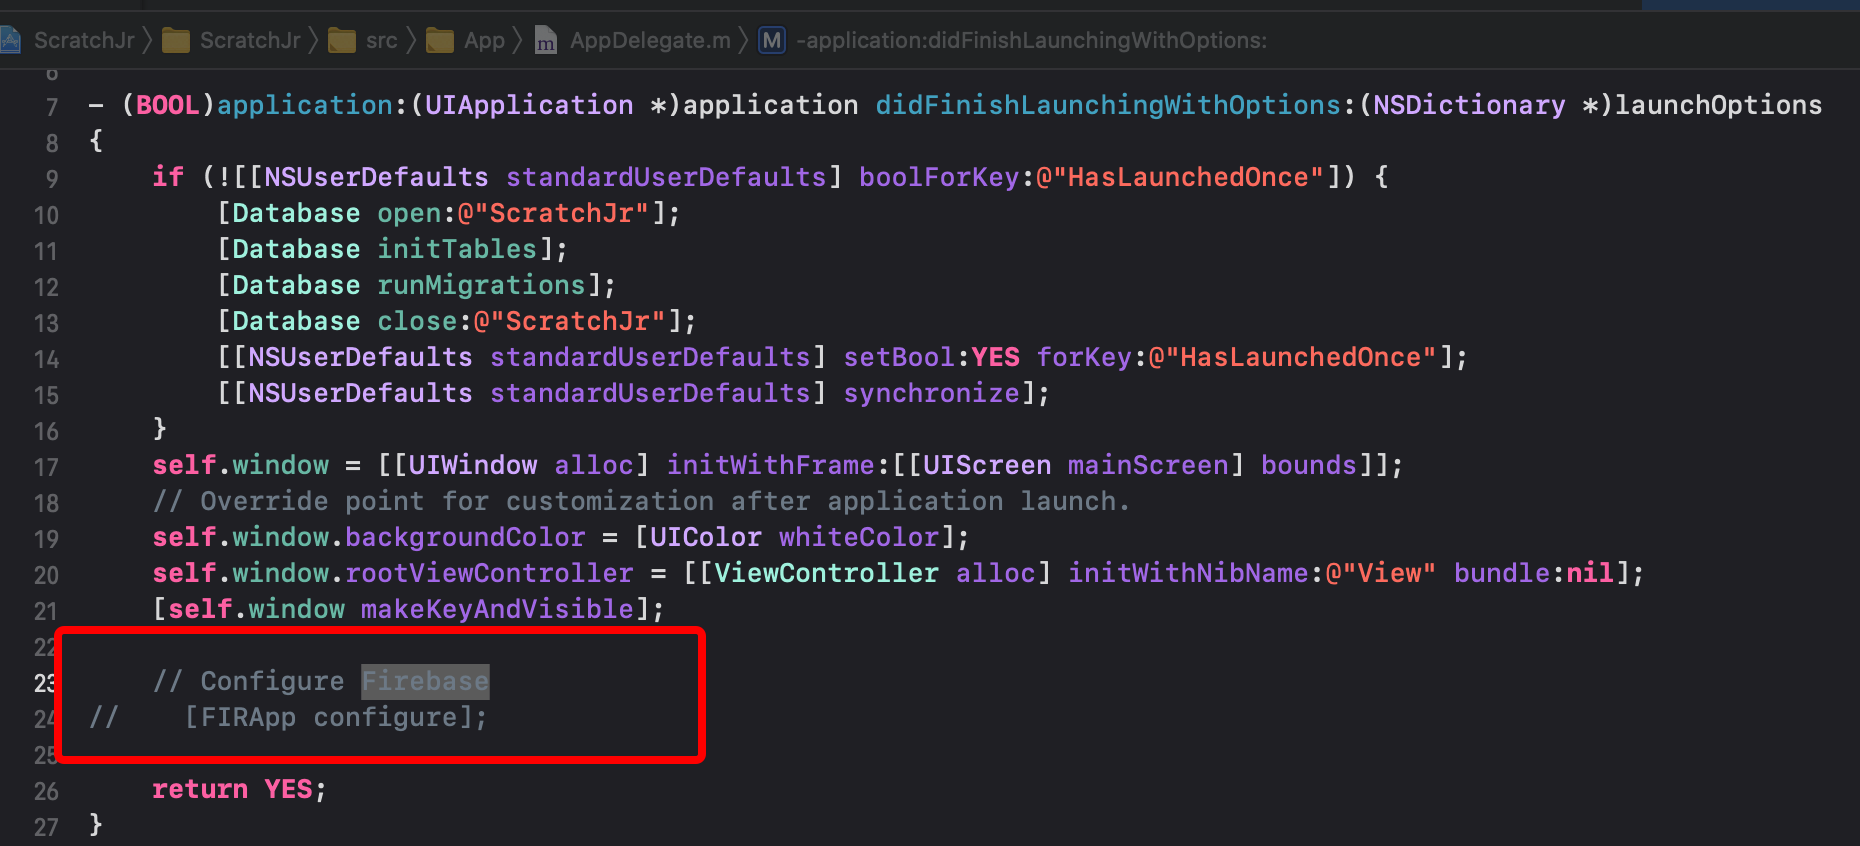 ScratchJr ScratchJr src App AppDelegate.m M -application:didFinishLaunchingWithOptions:
6
7 - (BOOL)application:(UIApplication *)application didFinishLaunchingWithOptions:(NSDictionary *)launchOptions
8 {
9 if (![[NSUserDefaults standardUserDefaults] boolForKey:@"HasLaunchedOnce"]) {
10 [Database open:@"ScratchJr"];
11 [Database initTables];
12 [Database runMigrations];
13 [Database close:@"ScratchJr"];
14 [[NSUserDefaults standardUserDefaults] setBool:YES forKey:@"HasLaunchedOnce"];
15 [[NSUserDefaults standardUserDefaults] synchronize];
16 }
17 self.window = [[UIWindow alloc] initWithFrame:[[UIScreen mainScreen] bounds]];
18 // Override point for customization after application launch.
19 self.window.backgroundColor = [UIColor whiteColor];
20 self.window.rootViewController = [[ViewController alloc] initWithNibName:@"View" bundle:nil];
21 [self.window makeKeyAndVisible];
22
23 // Configure Firebase
24 // [FIRApp configure];
25
26 return YES;
27 }